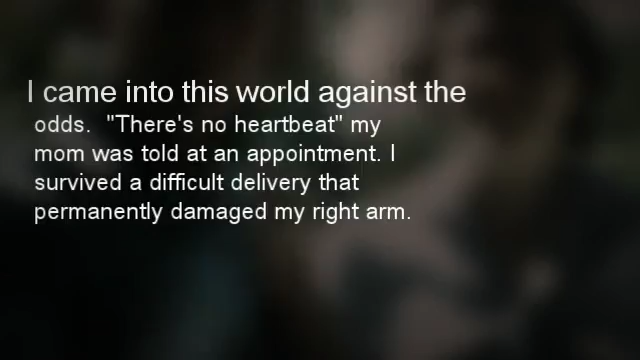 I came into this world against the
odds.  "There's no heartbeat" my
mom was told at an appointment. I
survived a difficult delivery that
permanently damaged my right arm.